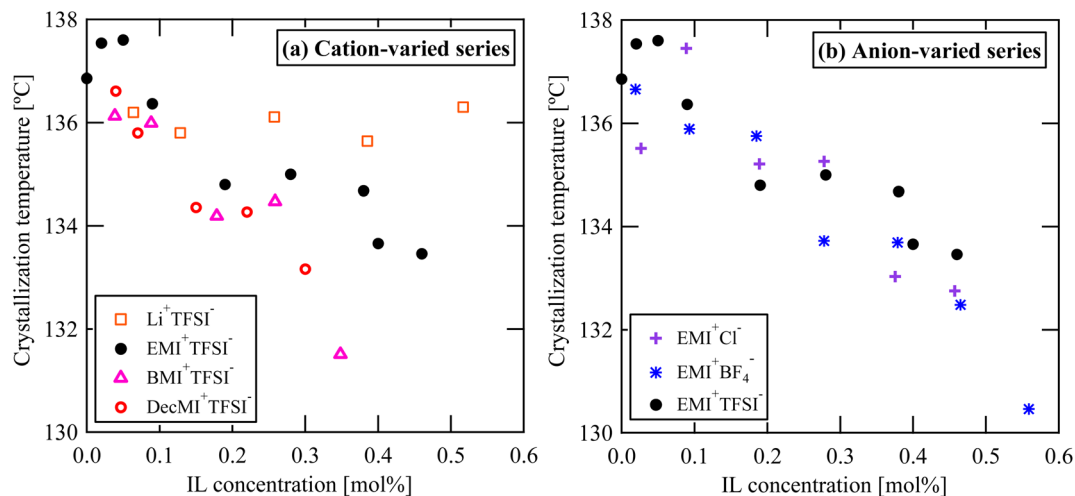 138
136
134
132
130
Crystallization temperature [ºC]
(a) Cation-varied series
Li⁺TFSI⁻
EMI⁺TFSI⁻
BMI⁺TFSI⁻
DecMI⁺TFSI⁻
0.0 0.1 0.2 0.3 0.4 0.5 0.6
IL concentration [mol%]
138
136
134
132
130
Crystallization temperature [ºC]
(b) Anion-varied series
EMI⁺Cl⁻
EMI⁺BF₄⁻
EMI⁺TFSI⁻
0.0 0.1 0.2 0.3 0.4 0.5 0.6
IL concentration [mol%]